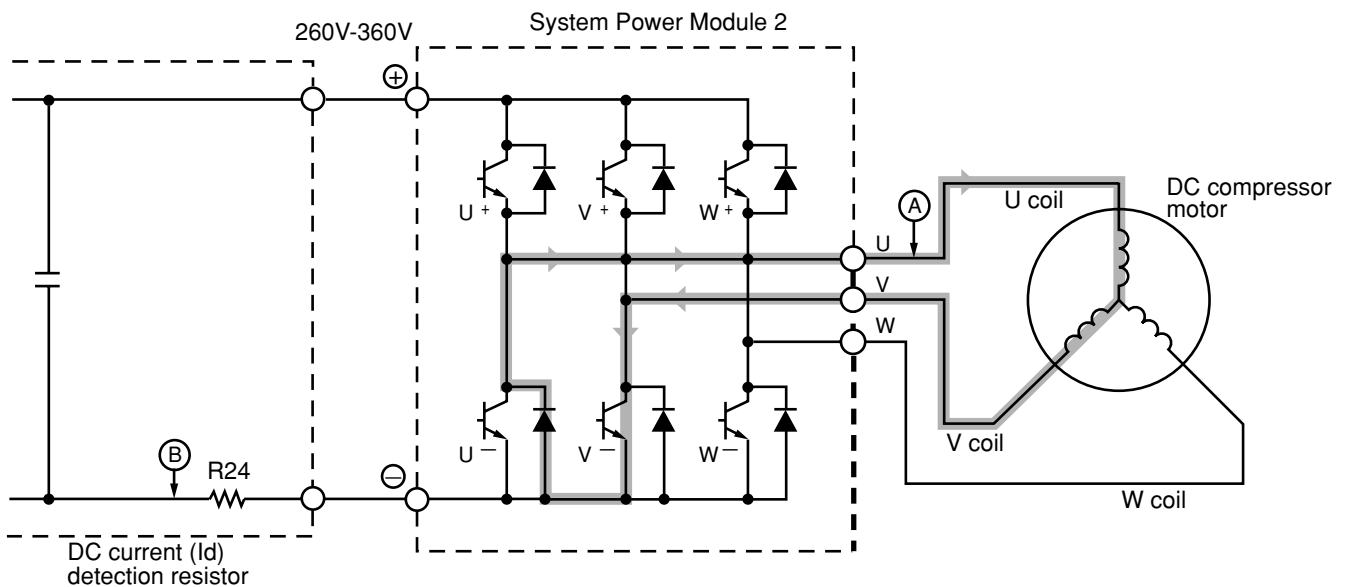 System Power Module 2
260V-360V
+
U +
V +
W +
A
U coil
DC compressor
motor
U
V
W
B
R24
−
U −
V −
W −
V coil
W coil
DC current (Id)
detection resistor